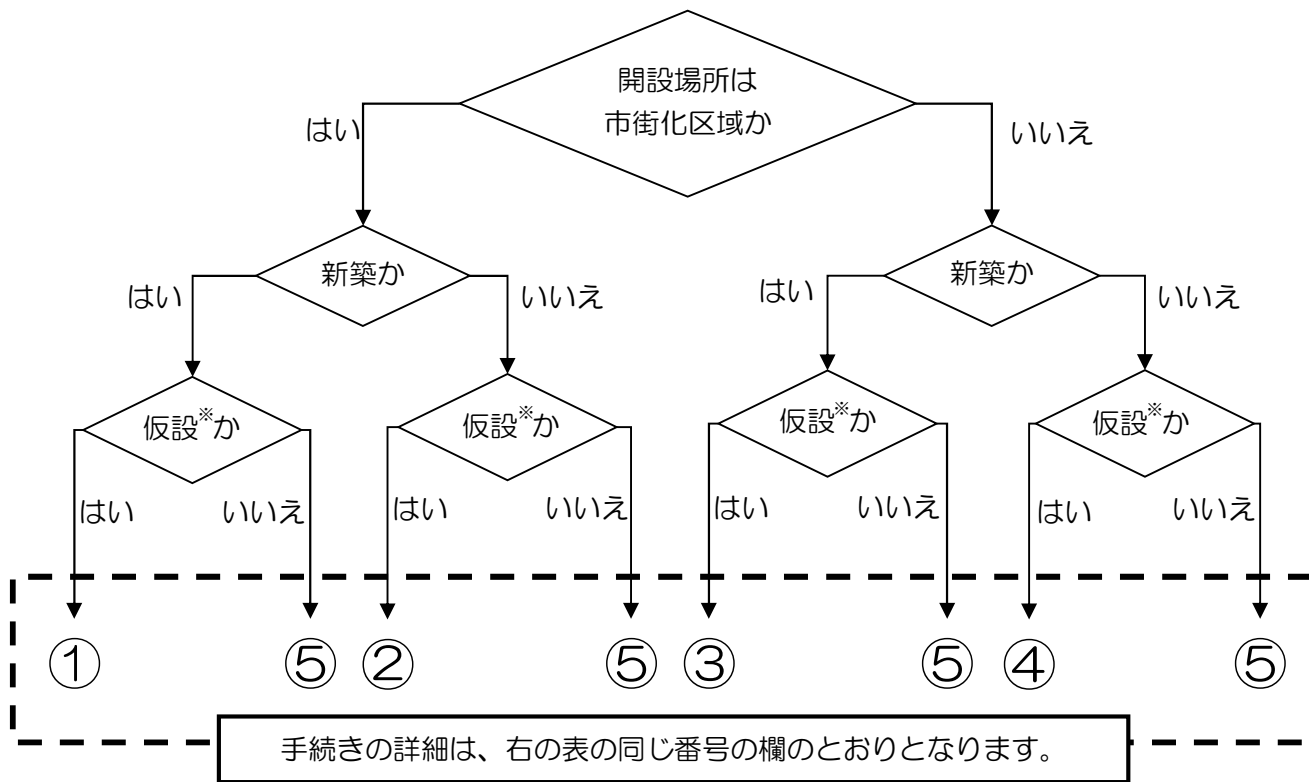 開設場所は
市街化区域か
はい
いいえ
新築か
新築か
はい
いいえ
はい
いいえ
仮設※か
仮設※か
仮設※か
仮設※か
はい
いいえ
はい
いいえ
はい
いいえ
はい
いいえ
①
⑤
②
⑤
③
⑤
④
⑤
手続きの詳細は、右の表の同じ番号の欄のとおりとなります。